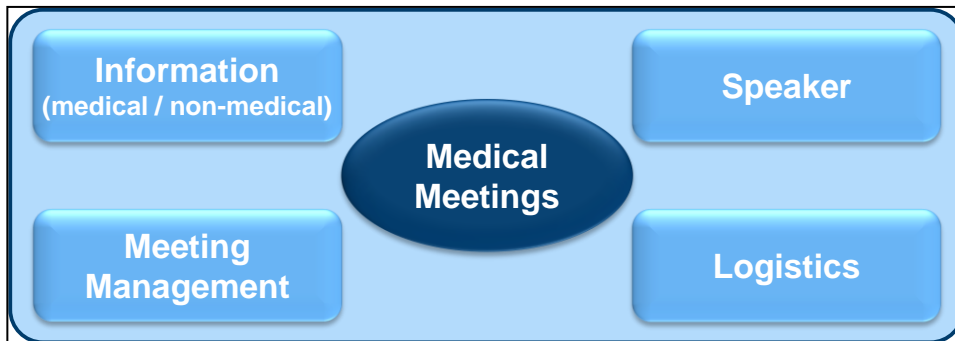 Information
(medical / non-medical)
Speaker
Medical
Meetings
Meeting
Management
Logistics